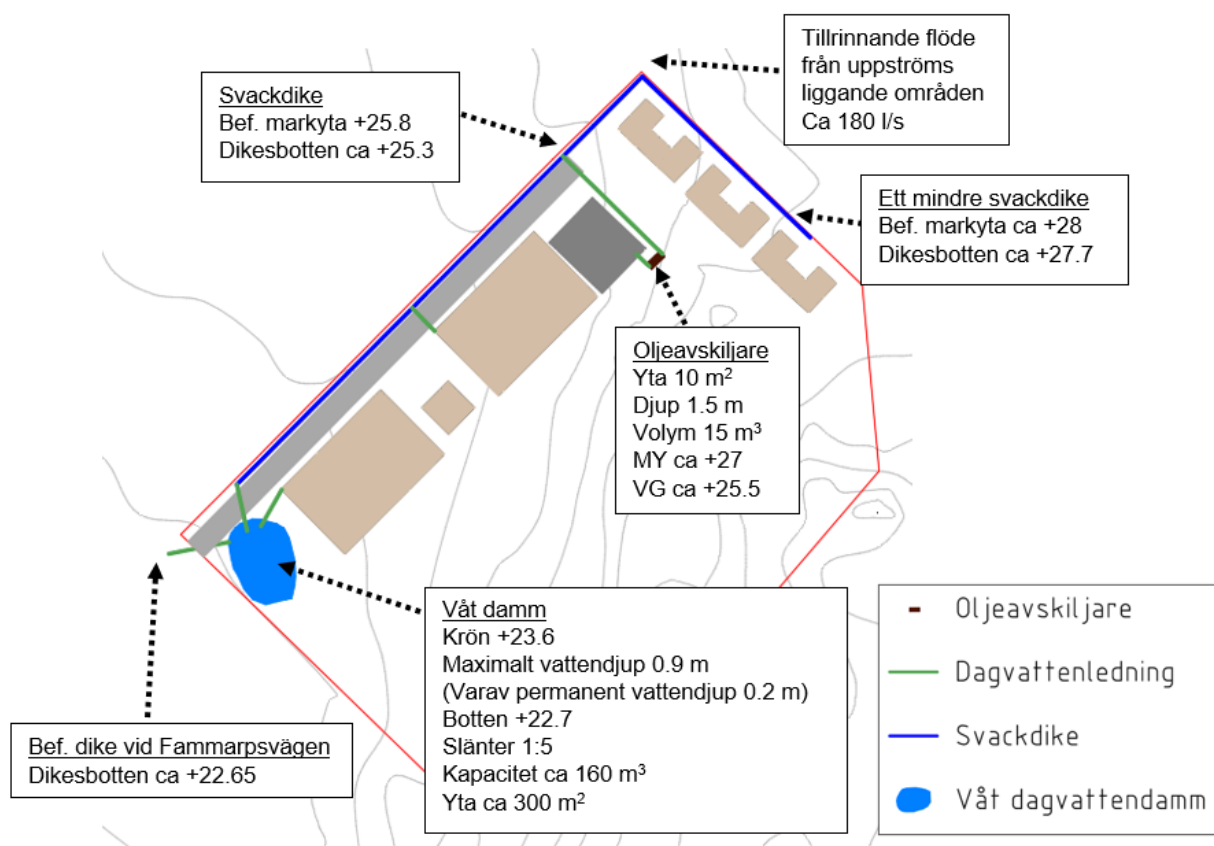 Tillrinnande flöde
från uppströms
liggande områden
Ca 180 l/s
Svackdike
Bef. markyta +25.8
Dikesbotten ca +25.3
Ett mindre svackdike
Bef. markyta ca +28
Dikesbotten ca +27.7
Oljeavskiljare
Yta 10 m²
Djup 1.5 m
Volym 15 m³
MY ca +27
VG ca +25.5
Våt damm
Krön +23.6
Maximalt vattendjup 0.9 m
(Varav permanent vattendjup 0.2 m)
Botten +22.7
Slänter 1:5
Kapacitet ca 160 m³
Yta ca 300 m²
Bef. dike vid Fammarpsvägen
Dikesbotten ca +22.65
Oljeavskiljare
Dagvattenledning
Svackdike
Våt dagvattendamm